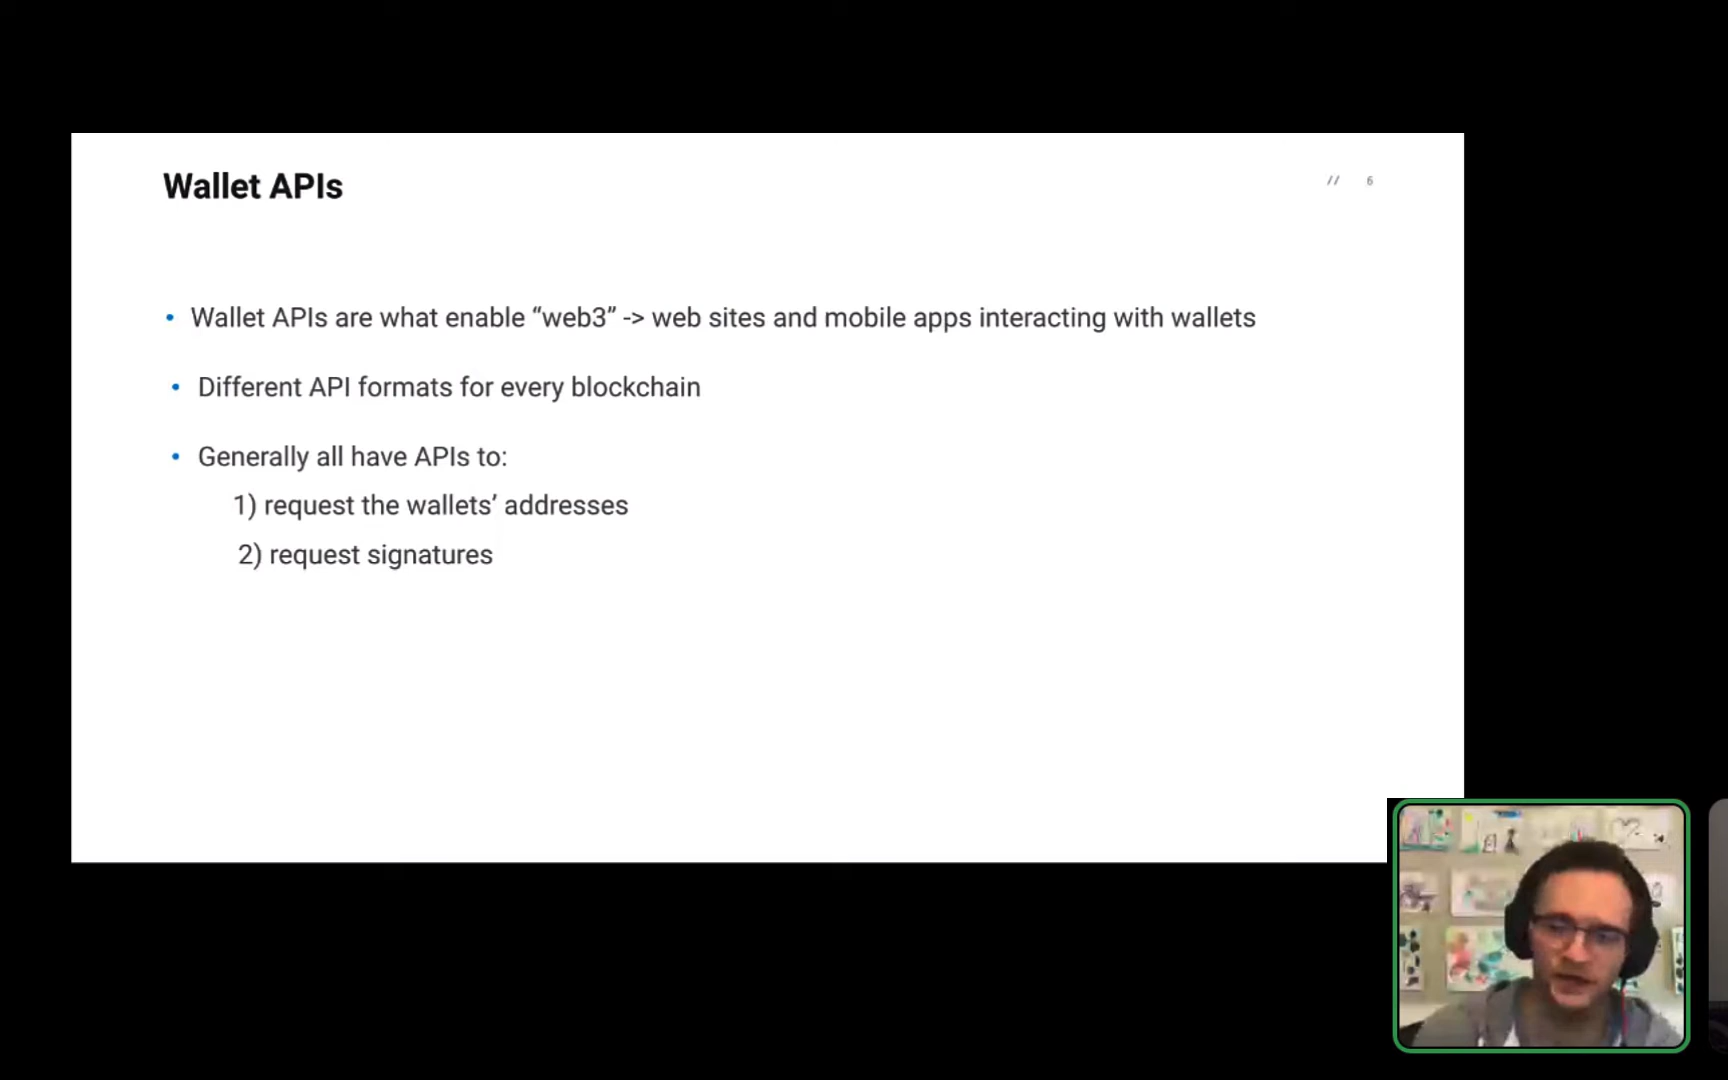 Wallet APIs
// 6
• Wallet APIs are what enable “web3” -> web sites and mobile apps interacting with wallets
• Different API formats for every blockchain
• Generally all have APIs to:
1) request the wallets’ addresses
2) request signatures